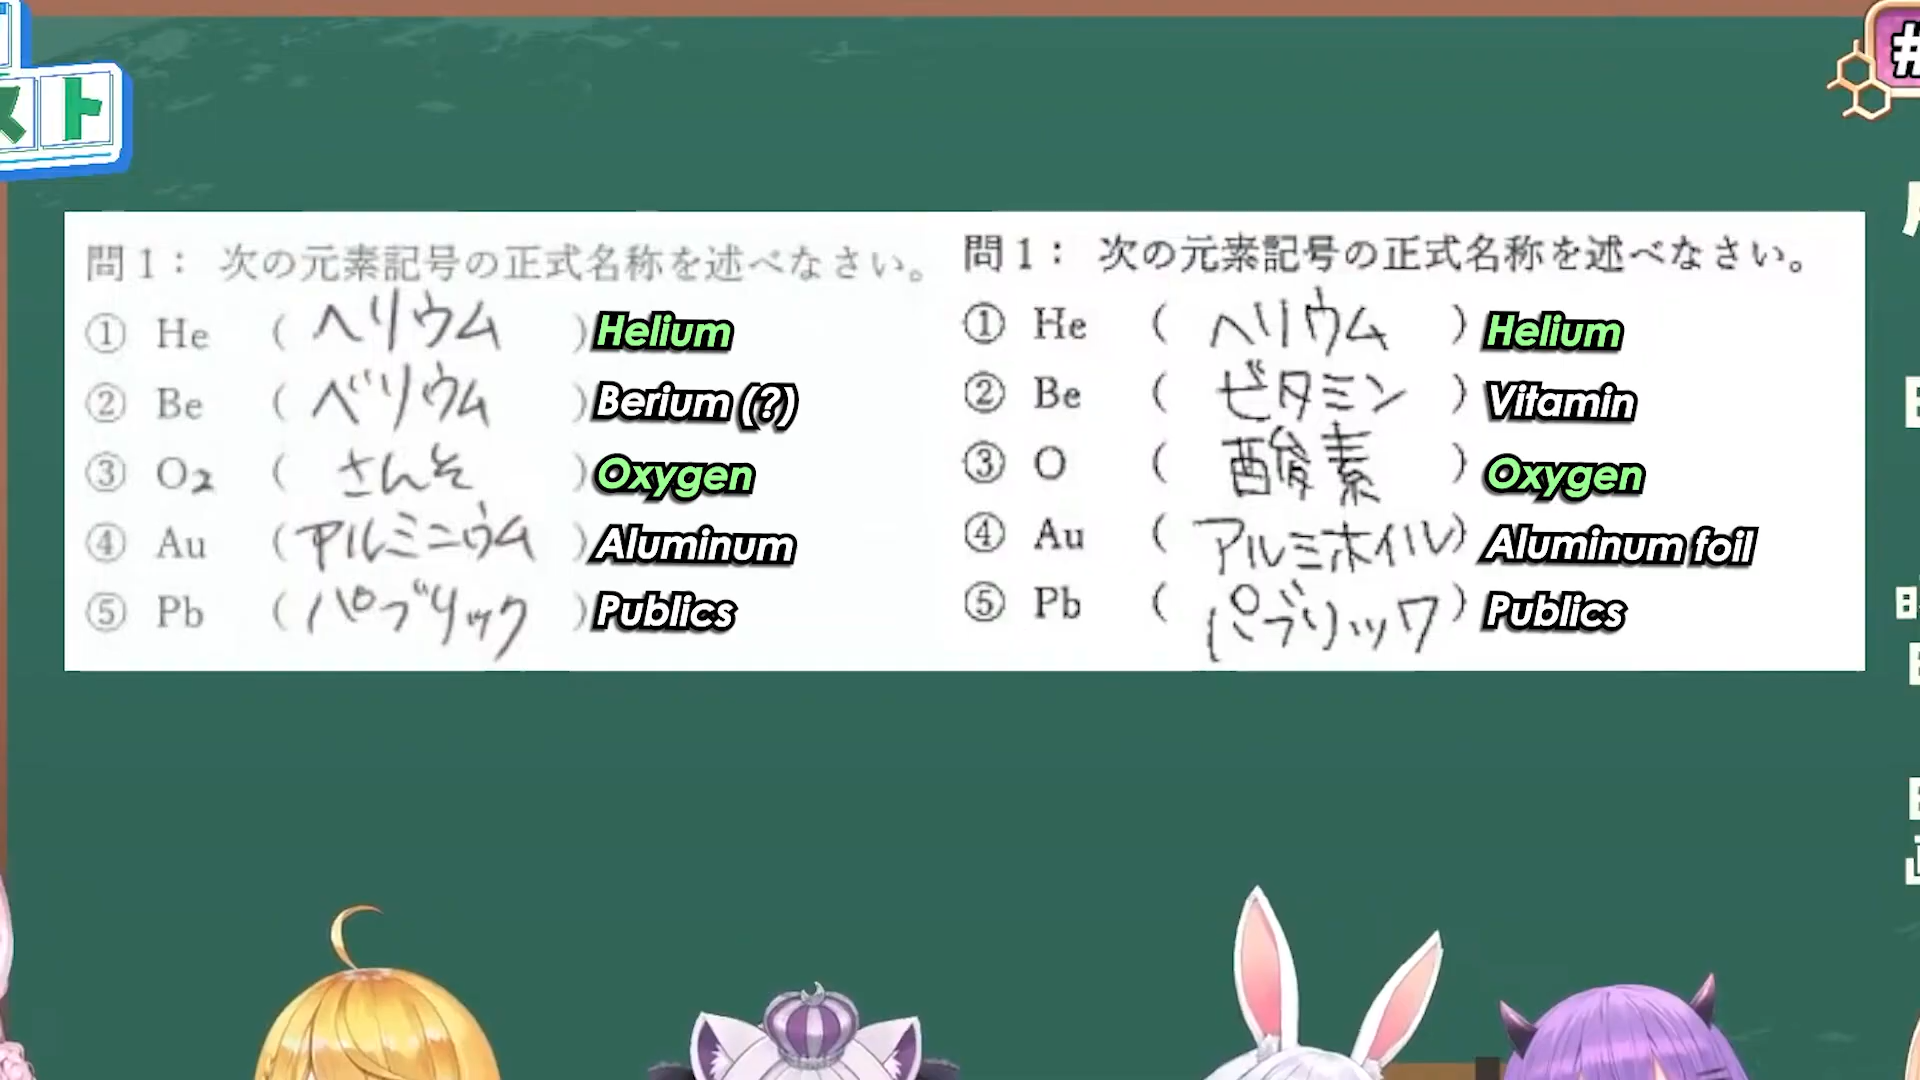 スト
#
問1： 次の元素記号の正式名称を述べなさい。
① He （ ヘリウム ） Helium
② Be （ ベリウム ） Berium (?)
③ O₂ （ さんそ ） Oxygen
④ Au （ アルミニウム ） Aluminum
⑤ Pb （ パブリック ） Publics
問1： 次の元素記号の正式名称を述べなさい。
① He （ ヘリウム ） Helium
② Be （ ビタミン ） Vitamin
③ O （ 酸素 ） Oxygen
④ Au （ アルミホイル ） Aluminum foil
⑤ Pb （ パブリック ） Publics